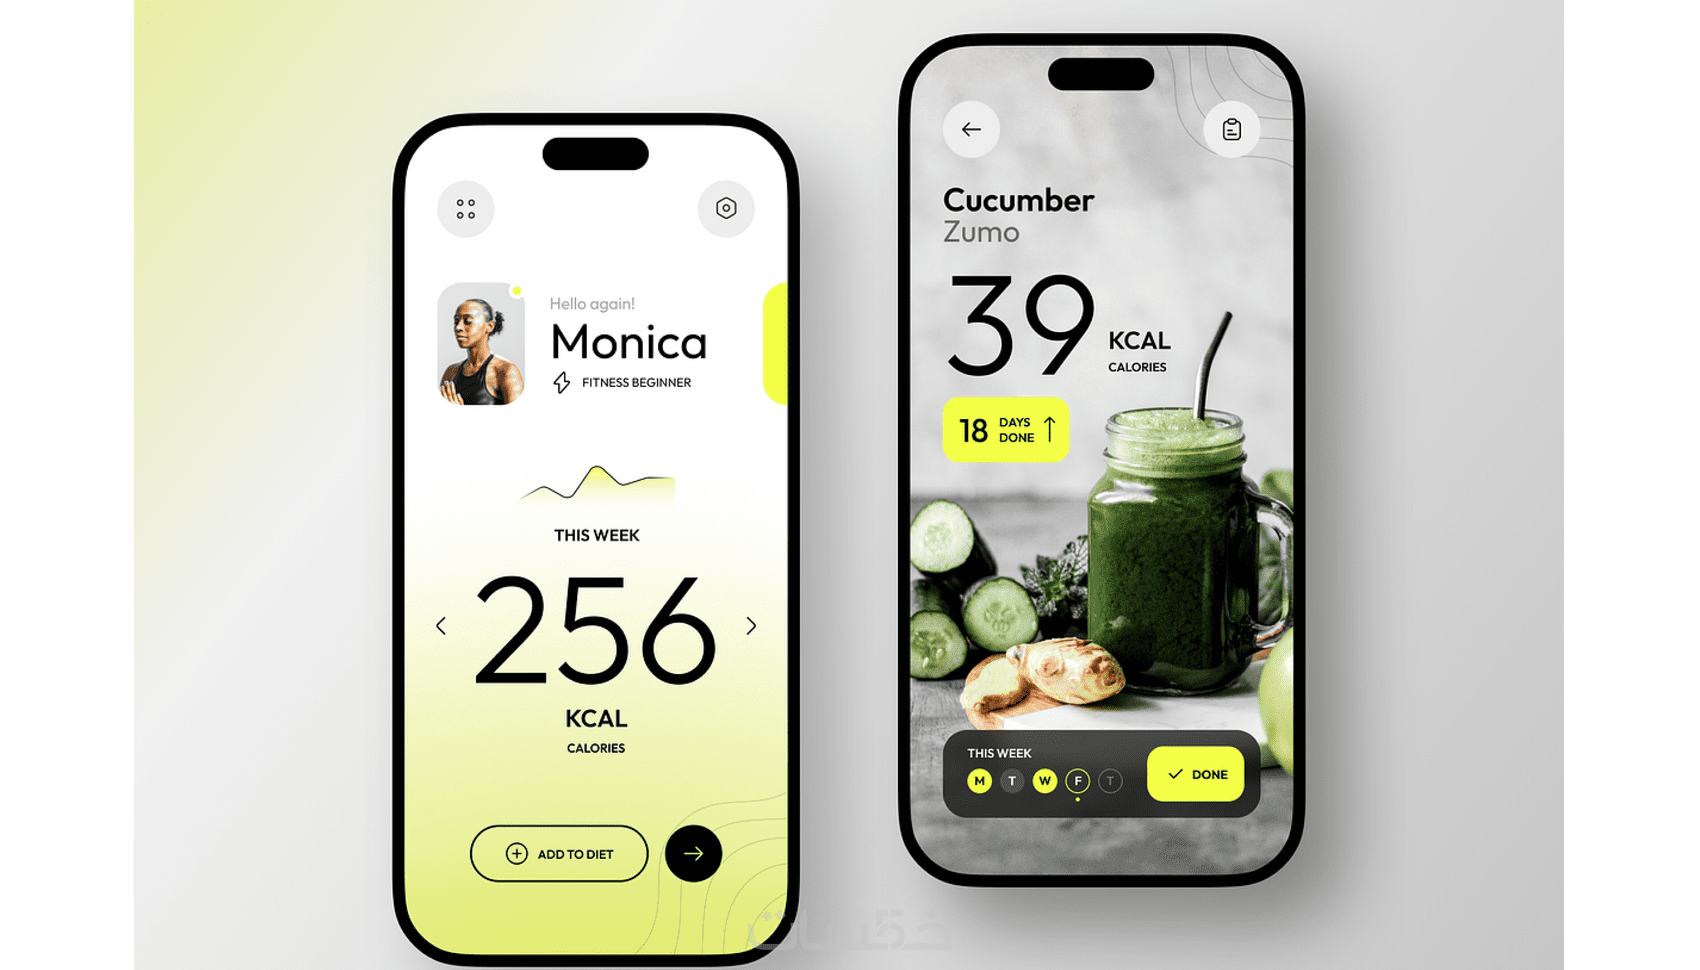 Hello again!
Monica
FITNESS BEGINNER
THIS WEEK
256
KCAL
CALORIES
ADD TO DIET
Cucumber
Zumo
39
KCAL
CALORIES
18 DAYS
DONE
THIS WEEK
M T W F T
DONE
خمسات